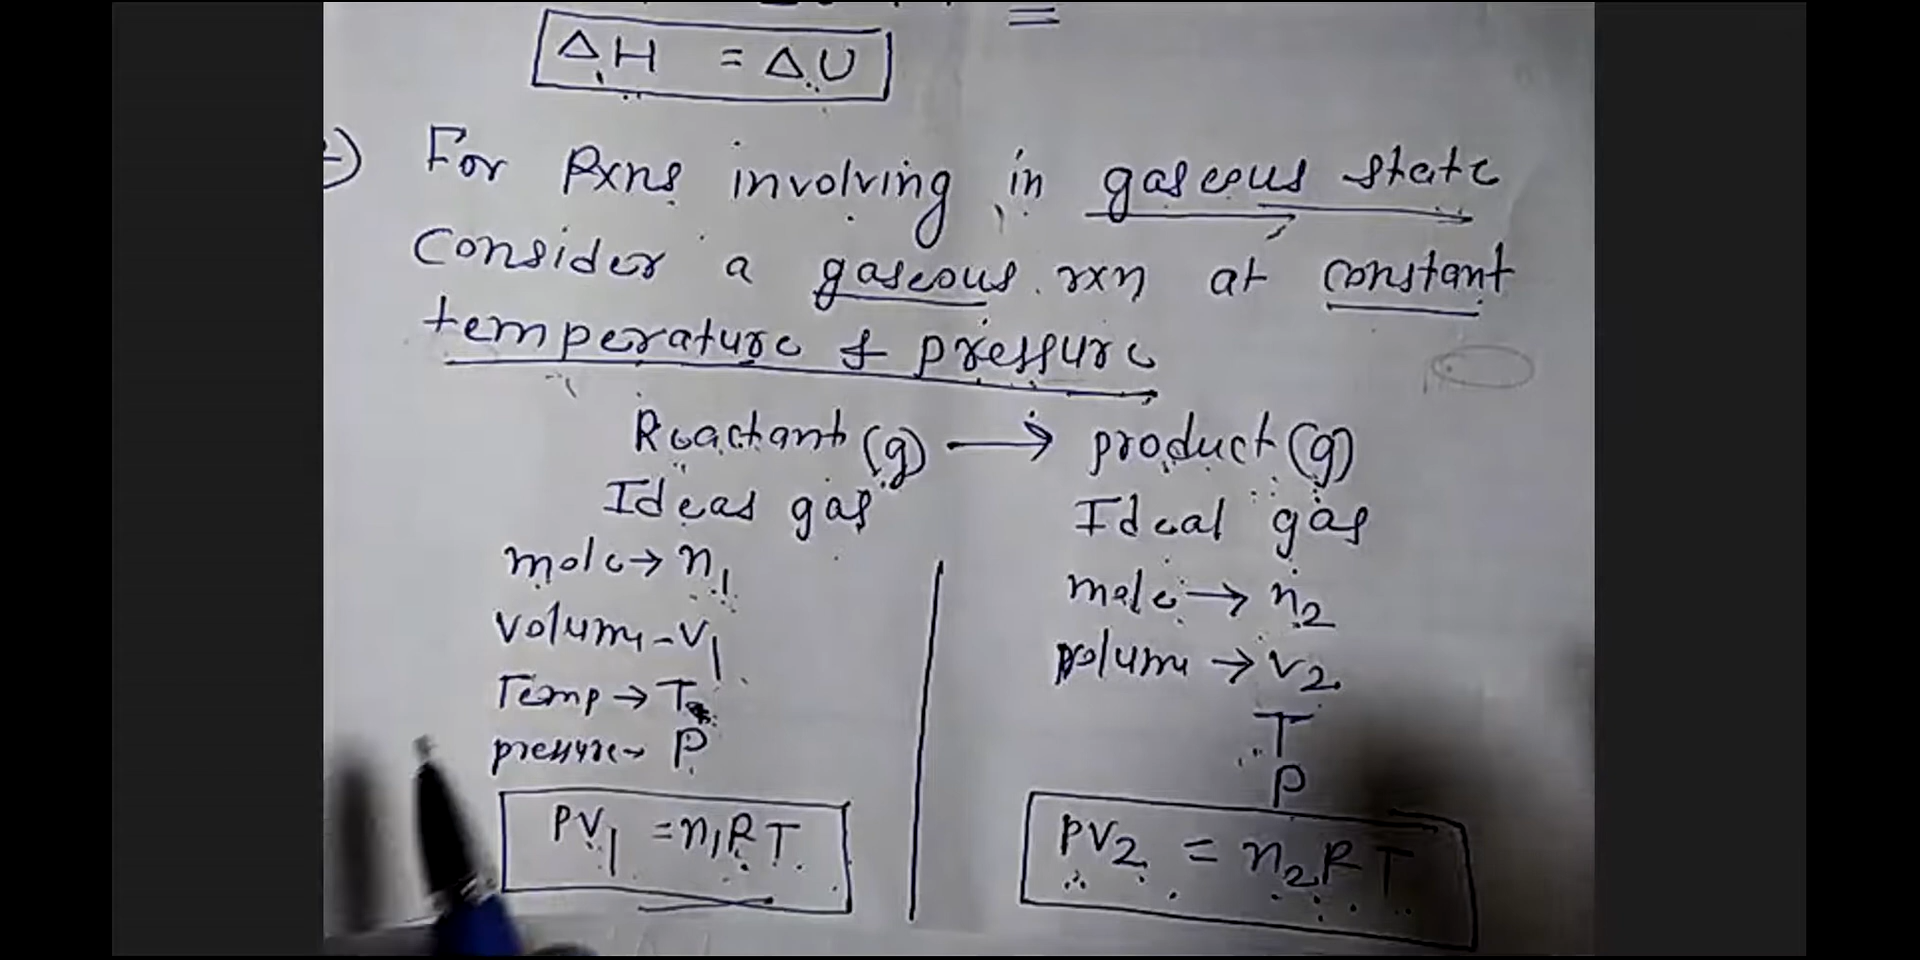 ΔH = ΔU
For Rxns involving in gaseous state
Consider a gaseous rxn at constant
temperature & pressure
Reactant (g) → product (g)
Ideas gas
Ideal gas
mole → n1
volume - V1
Temp → T
pressure → P
mole → n2
volume → V2
T
P
PV1 = n1RT
PV2 = n2RT